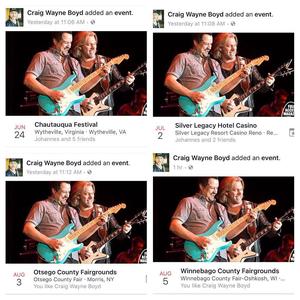 Craig Wayne Boyd added an event.
Yesterday at 11:06 AM
JUN
24
Chautauqua Festival
Wytheville, Virginia · Wytheville, VA
Johannes and 5 friends
Craig Wayne Boyd added an event.
Yesterday at 11:08 AM
JUL
2
Silver Legacy Hotel Casino
Silver Legacy Resort Casino Reno · Re...
Johannes and 2 friends
Craig Wayne Boyd added an event.
Yesterday at 11:12 AM
AUG
3
Otsego County Fairgrounds
Otsego County Fair · Morris, NY
You like Craig Wayne Boyd
Craig Wayne Boyd added an event.
1 hr
AUG
5
Winnebago County Fairgrounds
Winnebago County Fair-Oshkosh, WI ·...
You like Craig Wayne Boyd